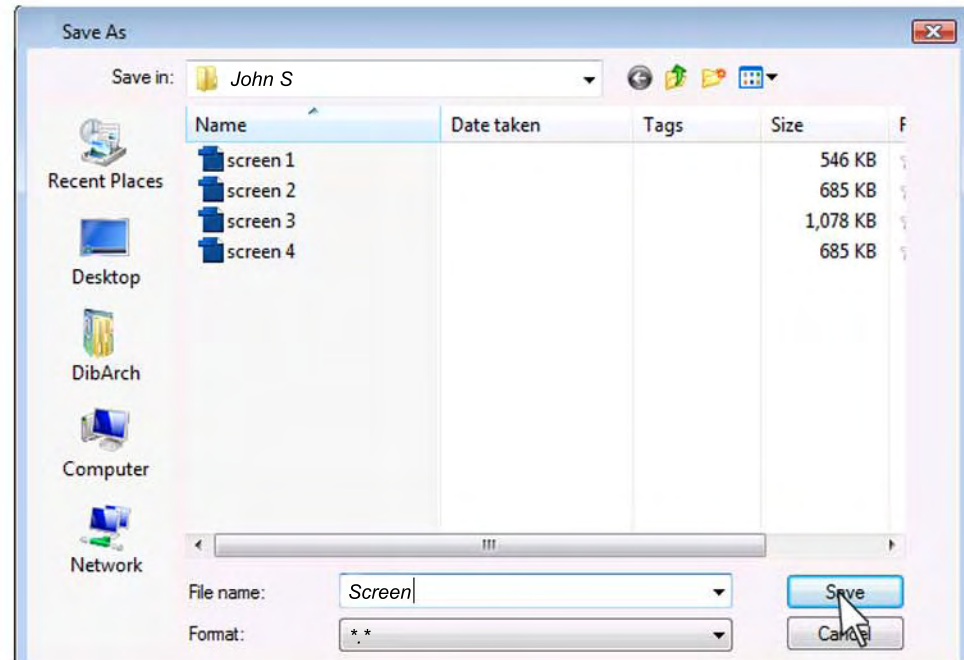 Save As
Save in: John S
Name Date taken Tags Size F
screen 1 546 KB
screen 2 685 KB
screen 3 1,078 KB
screen 4 685 KB
Recent Places
Desktop
DibArch
Computer
Network
File name: Screen Save
Format: *.* Cancel